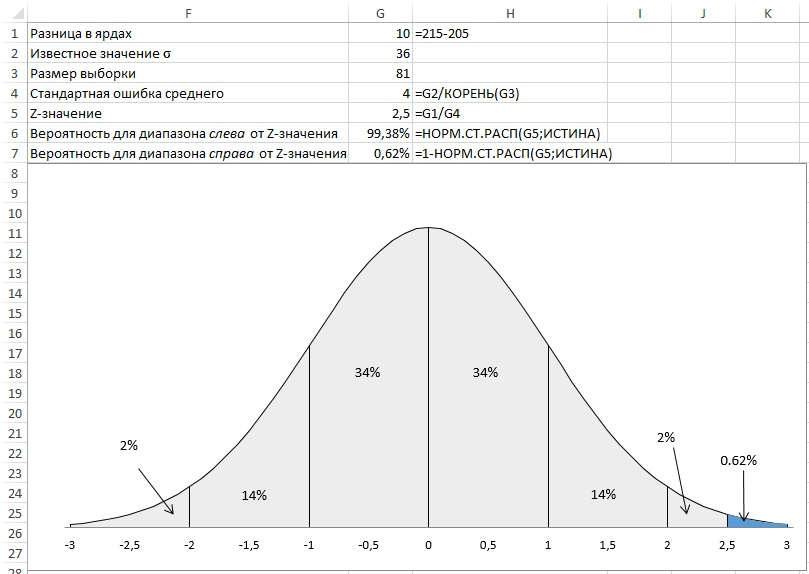 F G H I J K
1 Разница в ярдах 10 =215-205
2 Известное значение σ 36
3 Размер выборки 81
4 Стандартная ошибка среднего 4 =G2/КОРЕНЬ(G3)
5 Z-значение 2,5 =G1/G4
6 Вероятность для диапазона слева от Z-значения 99,38% =НОРМ.СТ.РАСП(G5;ИСТИНА)
7 Вероятность для диапазона справа от Z-значения 0,62% =1-НОРМ.СТ.РАСП(G5;ИСТИНА)
8
9
10
11
12
13
14
15
16
17
18 34% 34%
19
20
21
22 2% 2%
23 0.62%
24 14% 14%
25
26
27 -3 -2,5 -2 -1,5 -1 -0,5 0 0,5 1 1,5 2 2,5 3
28